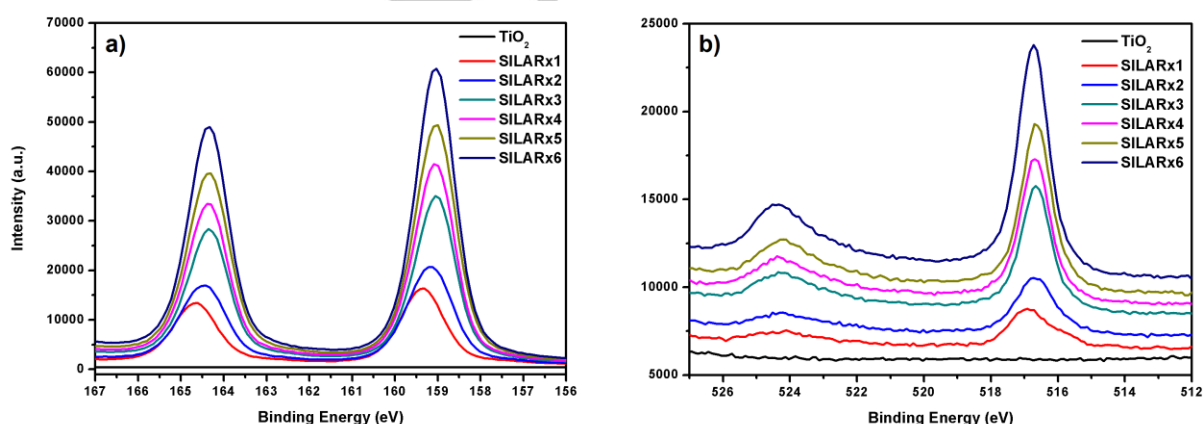 a)
70000
60000
50000
40000
30000
20000
10000
0
Intensity (a.u.)
TiO₂
SILARx1
SILARx2
SILARx3
SILARx4
SILARx5
SILARx6
167 166 165 164 163 162 161 160 159 158 157 156
Binding Energy (eV)
b)
25000
20000
15000
10000
5000
TiO₂
SILARx1
SILARx2
SILARx3
SILARx4
SILARx5
SILARx6
526 524 522 520 518 516 514 512
Binding Energy (eV)